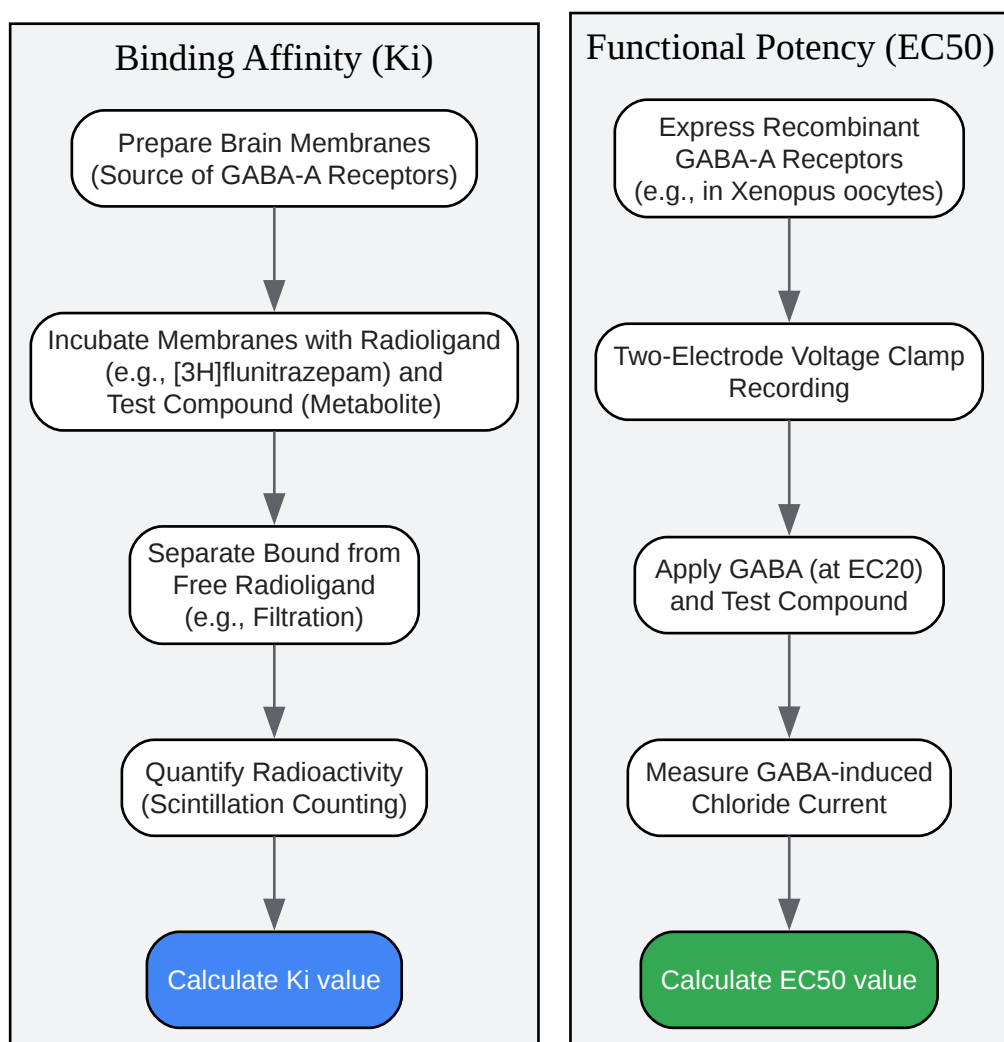 Binding Affinity (Ki)
Prepare Brain Membranes
(Source of GABA-A Receptors)
Incubate Membranes with Radioligand
(e.g., [3H]flunitrazepam) and
Test Compound (Metabolite)
Separate Bound from
Free Radioligand
(e.g., Filtration)
Quantify Radioactivity
(Scintillation Counting)
Calculate Ki value
Functional Potency (EC50)
Express Recombinant
GABA-A Receptors
(e.g., in Xenopus oocytes)
Two-Electrode Voltage Clamp
Recording
Apply GABA (at EC20)
and Test Compound
Measure GABA-induced
Chloride Current
Calculate EC50 value